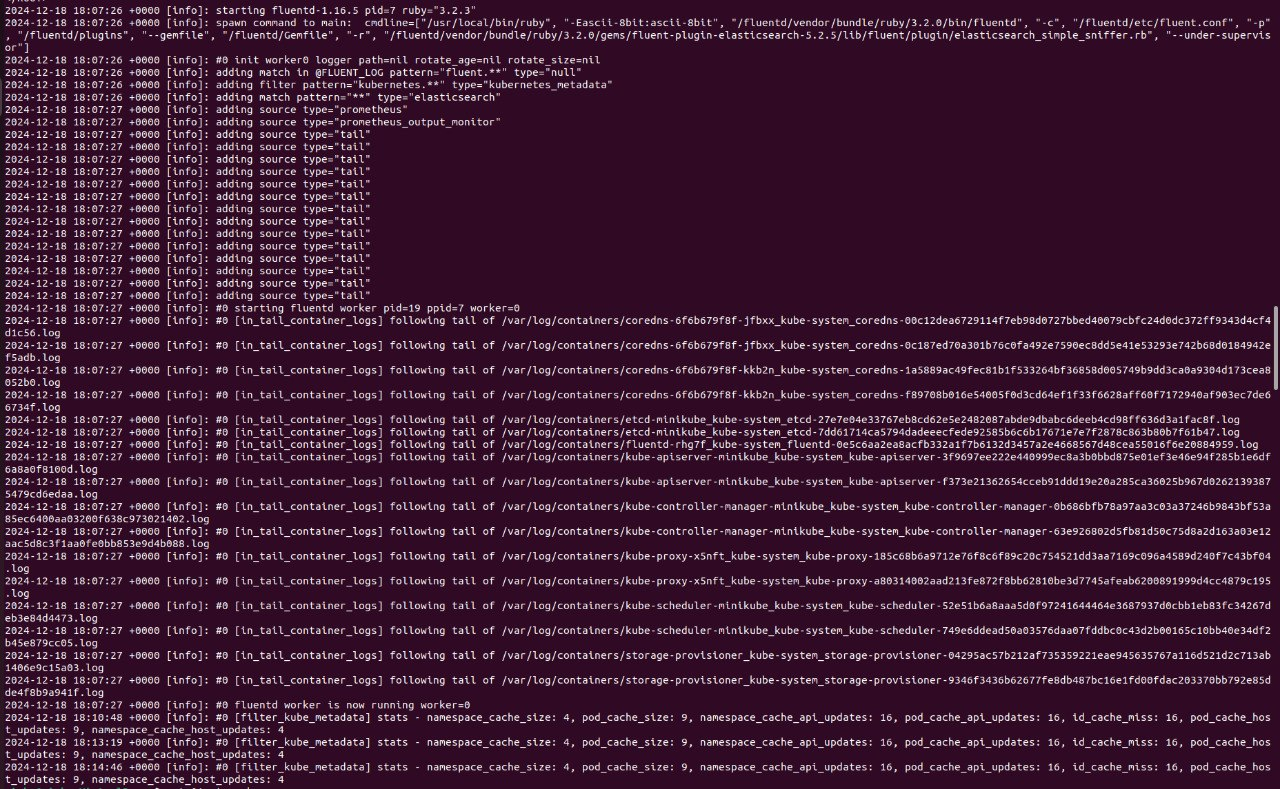 2024-12-18 18:07:26 +0000 [info]: starting fluentd-1.16.5 pid=7 ruby="3.2.3"
2024-12-18 18:07:26 +0000 [info]: spawn command to main:  cmdline=["/usr/local/bin/ruby", "-Eascii-8bit:ascii-8bit", "/fluentd/vendor/bundle/ruby/3.2.0/bin/fluentd", "-c", "/fluentd/etc/fluent.conf", "-p"
, "/fluentd/plugins", "--gemfile", "/fluentd/Gemfile", "-r", "/fluentd/vendor/bundle/ruby/3.2.0/gems/fluent-plugin-elasticsearch-5.2.5/lib/fluent/plugin/elasticsearch_simple_sniffer.rb", "--under-supervis
or"]
2024-12-18 18:07:26 +0000 [info]: #0 init worker0 logger path=nil rotate_age=nil rotate_size=nil
2024-12-18 18:07:26 +0000 [info]: adding match in @FLUENT_LOG pattern="fluent.**" type="null"
2024-12-18 18:07:26 +0000 [info]: adding filter pattern="kubernetes.**" type="kubernetes_metadata"
2024-12-18 18:07:26 +0000 [info]: adding match pattern="**" type="elasticsearch"
2024-12-18 18:07:27 +0000 [info]: adding source type="prometheus"
2024-12-18 18:07:27 +0000 [info]: adding source type="prometheus_output_monitor"
2024-12-18 18:07:27 +0000 [info]: adding source type="tail"
2024-12-18 18:07:27 +0000 [info]: adding source type="tail"
2024-12-18 18:07:27 +0000 [info]: adding source type="tail"
2024-12-18 18:07:27 +0000 [info]: adding source type="tail"
2024-12-18 18:07:27 +0000 [info]: adding source type="tail"
2024-12-18 18:07:27 +0000 [info]: adding source type="tail"
2024-12-18 18:07:27 +0000 [info]: adding source type="tail"
2024-12-18 18:07:27 +0000 [info]: adding source type="tail"
2024-12-18 18:07:27 +0000 [info]: adding source type="tail"
2024-12-18 18:07:27 +0000 [info]: adding source type="tail"
2024-12-18 18:07:27 +0000 [info]: adding source type="tail"
2024-12-18 18:07:27 +0000 [info]: adding source type="tail"
2024-12-18 18:07:27 +0000 [info]: adding source type="tail"
2024-12-18 18:07:27 +0000 [info]: adding source type="tail"
2024-12-18 18:07:27 +0000 [info]: #0 starting fluentd worker pid=19 ppid=7 worker=0
2024-12-18 18:07:27 +0000 [info]: #0 [in_tail_container_logs] following tail of /var/log/containers/coredns-6f6b679f8f-jfbxx_kube-system_coredns-00c12dea6729114f7eb98d0727bbed40079cbfc24d0dc372ff9343d4cf4
d1c56.log
2024-12-18 18:07:27 +0000 [info]: #0 [in_tail_container_logs] following tail of /var/log/containers/coredns-6f6b679f8f-jfbxx_kube-system_coredns-0c187ed70a301b76c0fa492e7590ec8dd5e41e53293e742b68d0184942e
f5adb.log
2024-12-18 18:07:27 +0000 [info]: #0 [in_tail_container_logs] following tail of /var/log/containers/coredns-6f6b679f8f-kkb2n_kube-system_coredns-1a5889ac49fec81b1f533264bf36858d005749b9dd3ca0a9304d173cea8
052b0.log
2024-12-18 18:07:27 +0000 [info]: #0 [in_tail_container_logs] following tail of /var/log/containers/coredns-6f6b679f8f-kkb2n_kube-system_coredns-f89708b016e54005f0d3cd64ef1f33f6628aff60f7172940af903ec7de6
6734f.log
2024-12-18 18:07:27 +0000 [info]: #0 [in_tail_container_logs] following tail of /var/log/containers/etcd-minikube_kube-system_etcd-27e7e04e33767eb8cd62e5e2482087abde9dbabc6deeb4cd98ff636d3a1fac8f.log
2024-12-18 18:07:27 +0000 [info]: #0 [in_tail_container_logs] following tail of /var/log/containers/etcd-minikube_kube-system_etcd-7dd61714ca5794dadeeecfede92585b6c6b17671e7e7f2878c863b80b7f61b47.log
2024-12-18 18:07:27 +0000 [info]: #0 [in_tail_container_logs] following tail of /var/log/containers/fluentd-rhg7f_kube-system_fluentd-0e5c6aa2ea8acfb332a1f7b6132d3457a2e4668567d48cea55016f6e20884959.log
2024-12-18 18:07:27 +0000 [info]: #0 [in_tail_container_logs] following tail of /var/log/containers/kube-apiserver-minikube_kube-system_kube-apiserver-3f9697ee222e440999ec8a3b0bbd875e01ef3e46e94f285b1e6df
6a8a0f8100d.log
2024-12-18 18:07:27 +0000 [info]: #0 [in_tail_container_logs] following tail of /var/log/containers/kube-apiserver-minikube_kube-system_kube-apiserver-f373e21362654cceb91ddd19e20a285ca36025b967d0262139387
5479cd6edaa.log
2024-12-18 18:07:27 +0000 [info]: #0 [in_tail_container_logs] following tail of /var/log/containers/kube-controller-manager-minikube_kube-system_kube-controller-manager-0b686bfb78a97aa3c03a37246b9843bf53a
85ec6400aa03200f638c973021402.log
2024-12-18 18:07:27 +0000 [info]: #0 [in_tail_container_logs] following tail of /var/log/containers/kube-controller-manager-minikube_kube-system_kube-controller-manager-63e926802d5fb81d50c75d8a2d163a03e12
aac5d8c3f1aa0fe0bb853e9d4b088.log
2024-12-18 18:07:27 +0000 [info]: #0 [in_tail_container_logs] following tail of /var/log/containers/kube-proxy-x5nft_kube-system_kube-proxy-185c68b6a9712e76f8c6f89c20c754521dd3aa7169c096a4589d240f7c43bf04
.log
2024-12-18 18:07:27 +0000 [info]: #0 [in_tail_container_logs] following tail of /var/log/containers/kube-proxy-x5nft_kube-system_kube-proxy-a80314002aad213fe872f8bb62810be3d7745afeab6200891999d4cc4879c195
.log
2024-12-18 18:07:27 +0000 [info]: #0 [in_tail_container_logs] following tail of /var/log/containers/kube-scheduler-minikube_kube-system_kube-scheduler-52e51b6a8aaa5d0f97241644464e3687937d0cbb1eb83fc34267d
eb3e84d4473.log
2024-12-18 18:07:27 +0000 [info]: #0 [in_tail_container_logs] following tail of /var/log/containers/kube-scheduler-minikube_kube-system_kube-scheduler-749e6ddead50a03576daa07fddbc0c43d2b00165c10bb40e34df2
b45e879cc05.log
2024-12-18 18:07:27 +0000 [info]: #0 [in_tail_container_logs] following tail of /var/log/containers/storage-provisioner_kube-system_storage-provisioner-04295ac57b212af735359221eae945635767a116d521d2c713ab
1406e9c15a03.log
2024-12-18 18:07:27 +0000 [info]: #0 [in_tail_container_logs] following tail of /var/log/containers/storage-provisioner_kube-system_storage-provisioner-9346f3436b62677fe8db487bc16e1fd00fdac203370bb792e85d
de4f8b9a941f.log
2024-12-18 18:07:27 +0000 [info]: #0 fluentd worker is now running worker=0
2024-12-18 18:10:48 +0000 [info]: #0 [filter_kube_metadata] stats - namespace_cache_size: 4, pod_cache_size: 9, namespace_cache_api_updates: 16, pod_cache_api_updates: 16, id_cache_miss: 16, pod_cache_hos
t_updates: 9, namespace_cache_host_updates: 4
2024-12-18 18:13:19 +0000 [info]: #0 [filter_kube_metadata] stats - namespace_cache_size: 4, pod_cache_size: 9, namespace_cache_api_updates: 16, pod_cache_api_updates: 16, id_cache_miss: 16, pod_cache_hos
t_updates: 9, namespace_cache_host_updates: 4
2024-12-18 18:14:46 +0000 [info]: #0 [filter_kube_metadata] stats - namespace_cache_size: 4, pod_cache_size: 9, namespace_cache_api_updates: 16, pod_cache_api_updates: 16, id_cache_miss: 16, pod_cache_hos
t_updates: 9, namespace_cache_host_updates: 4